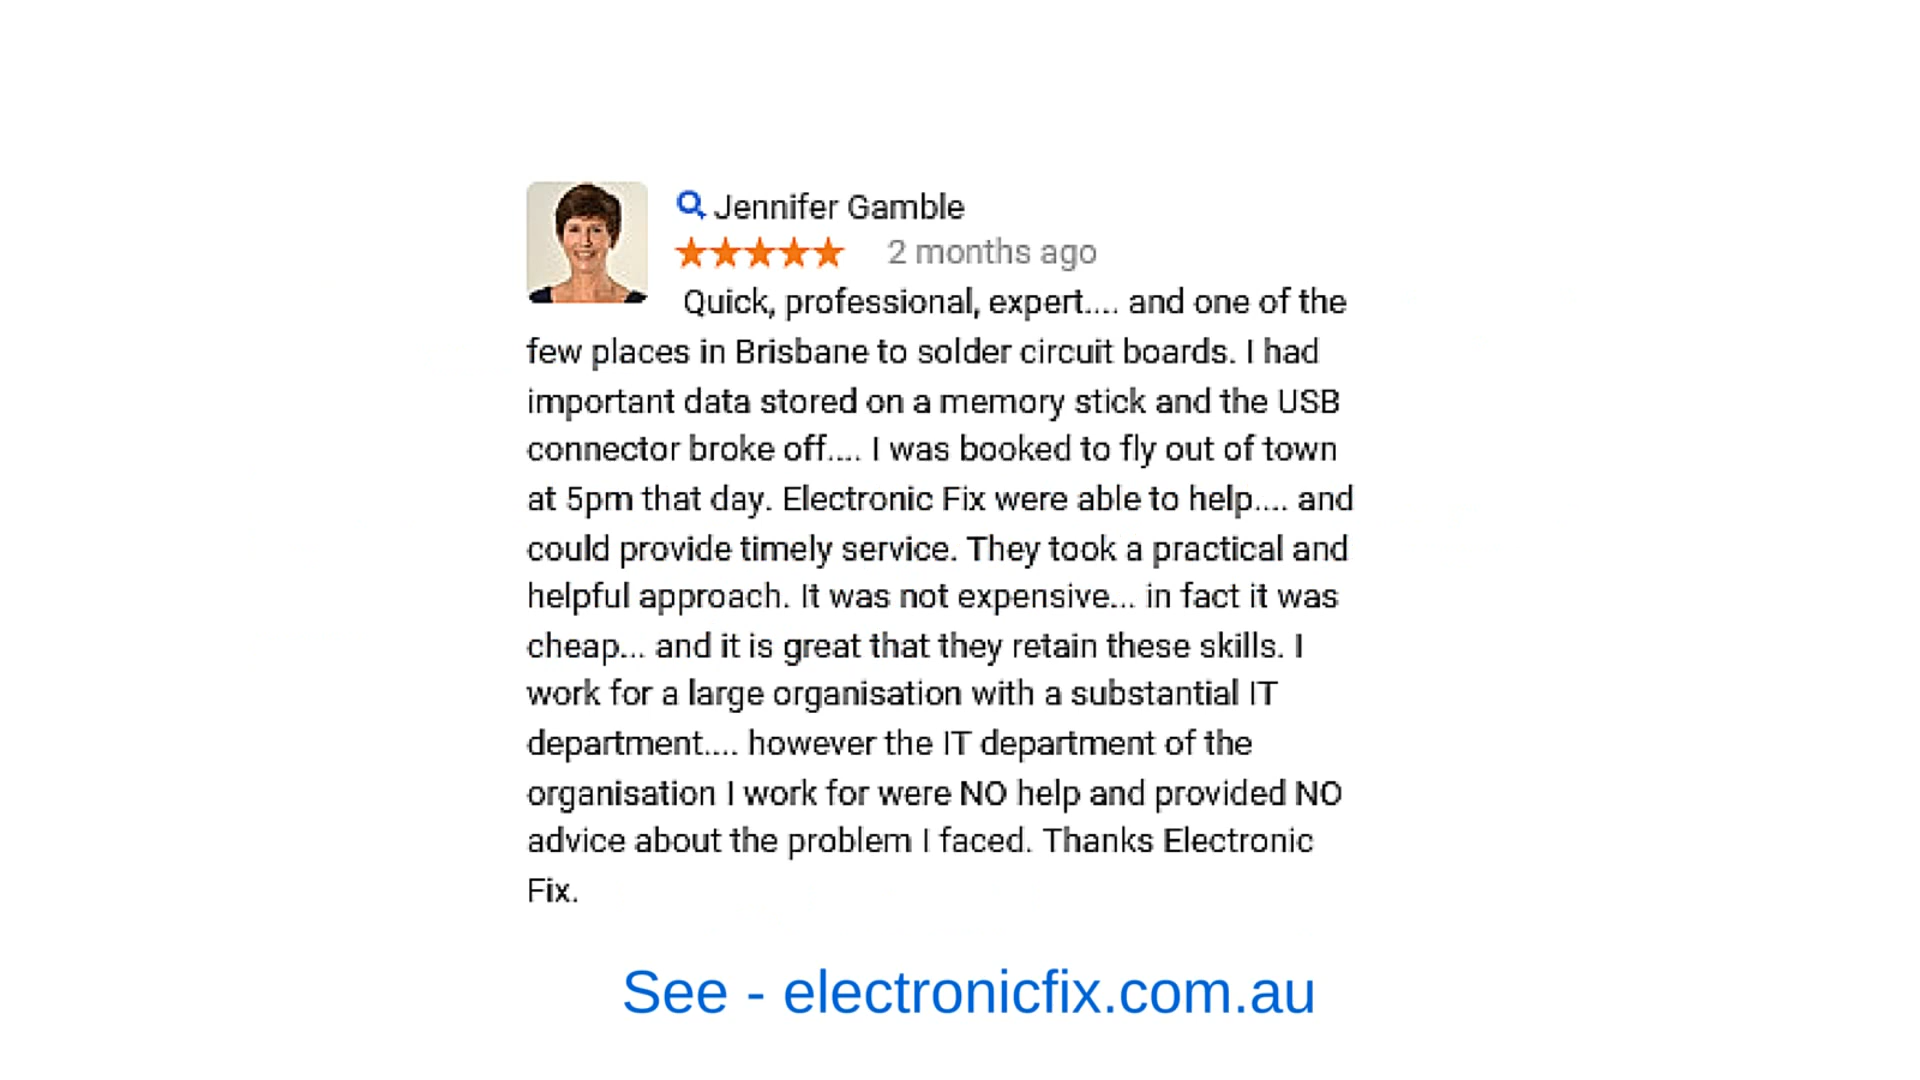 Jennifer Gamble
2 months ago
Quick, professional, expert.... and one of the
few places in Brisbane to solder circuit boards. I had
important data stored on a memory stick and the USB
connector broke off.... I was booked to fly out of town
at 5pm that day. Electronic Fix were able to help.... and
could provide timely service. They took a practical and
helpful approach. It was not expensive... in fact it was
cheap... and it is great that they retain these skills. I
work for a large organisation with a substantial IT
department.... however the IT department of the
organisation I work for were NO help and provided NO
advice about the problem I faced. Thanks Electronic
Fix.
See - electronicfix.com.au